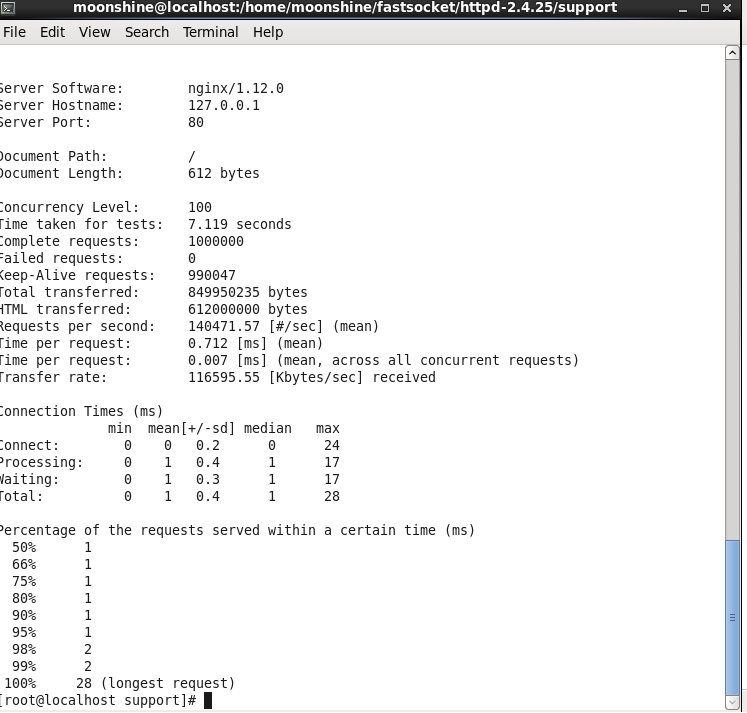 moonshine@localhost:/home/moonshine/fastsocket/httpd-2.4.25/support
File Edit View Search Terminal Help
Server Software: nginx/1.12.0
Server Hostname: 127.0.0.1
Server Port: 80
Document Path: /
Document Length: 612 bytes
Concurrency Level: 100
Time taken for tests: 7.119 seconds
Complete requests: 1000000
Failed requests: 0
Keep-Alive requests: 990047
Total transferred: 849950235 bytes
HTML transferred: 612000000 bytes
Requests per second: 140471.57 [#/sec] (mean)
Time per request: 0.712 [ms] (mean)
Time per request: 0.007 [ms] (mean, across all concurrent requests)
Transfer rate: 116595.55 [Kbytes/sec] received
Connection Times (ms)
min mean[+/-sd] median max
Connect: 0 0 0.2 0 24
Processing: 0 1 0.4 1 17
Waiting: 0 1 0.3 1 17
Total: 0 1 0.4 1 28
Percentage of the requests served within a certain time (ms)
50% 1
66% 1
75% 1
80% 1
90% 1
95% 1
98% 2
99% 2
100% 28 (longest request)
[root@localhost support]#